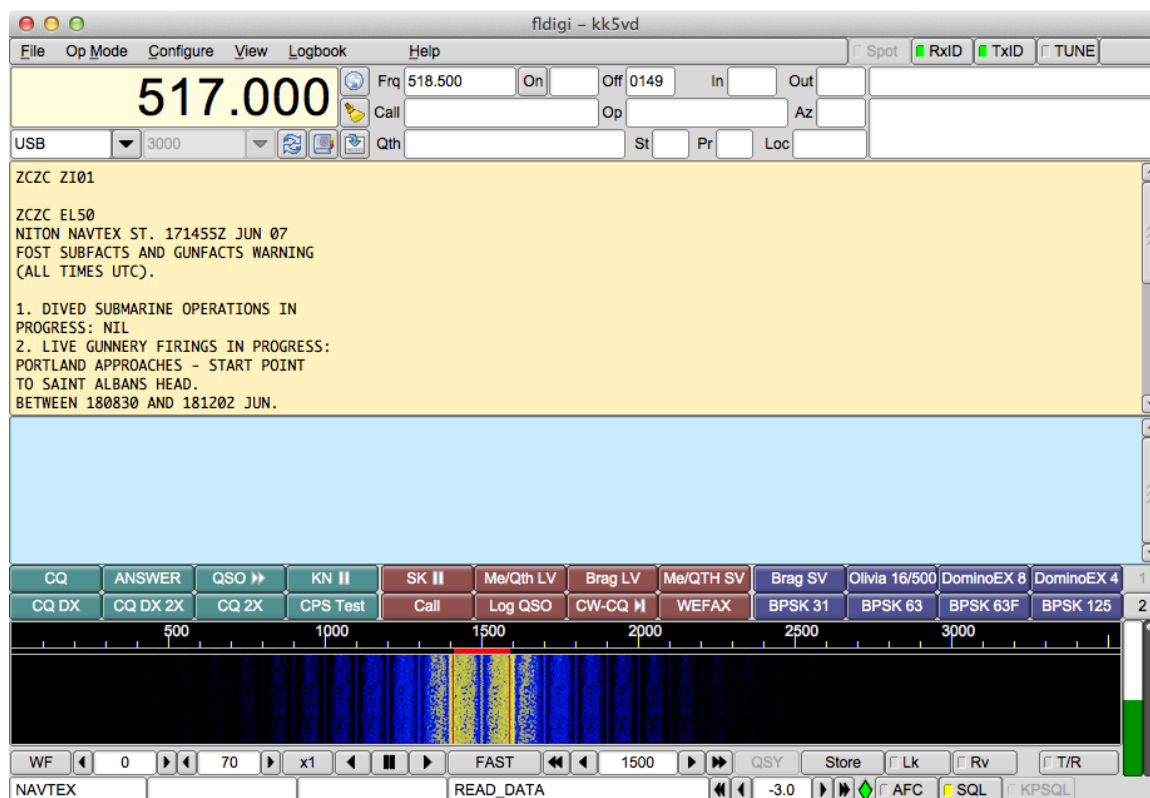 fldigi – kk5vd
File Op Mode Configure View Logbook Help Spot RxID TxID TUNE
517.000 Frq 518.500 On Off 0149 In Out
Call Op Az
USB 3000 Qth St Pr Loc
ZCZC ZI01
ZCZC EL50
NITON NAVTEX ST. 171455Z JUN 07
FOST SUBFACTS AND GUNFACTS WARNING
(ALL TIMES UTC).
1. DIVED SUBMARINE OPERATIONS IN
PROGRESS: NIL
2. LIVE GUNNERY FIRINGS IN PROGRESS:
PORTLAND APPROACHES - START POINT
TO SAINT ALBANS HEAD.
BETWEEN 180830 AND 181202 JUN.
CQ ANSWER QSO KN SK Me/Qth LV Brag LV Me/QTH SV Brag SV Olivia 16/500 DominoEX 8 DominoEX 4 1
CQ DX CQ DX 2X CQ 2X CPS Test Call Log QSO CW-CQ WEFAX BPSK 31 BPSK 63 BPSK 63F BPSK 125 2
500 1000 1500 2000 2500 3000
WF 0 70 x1 FAST 1500 QSY Store Lk Rv T/R
NAVTEX READ_DATA -3.0 AFC SQL KPSQL